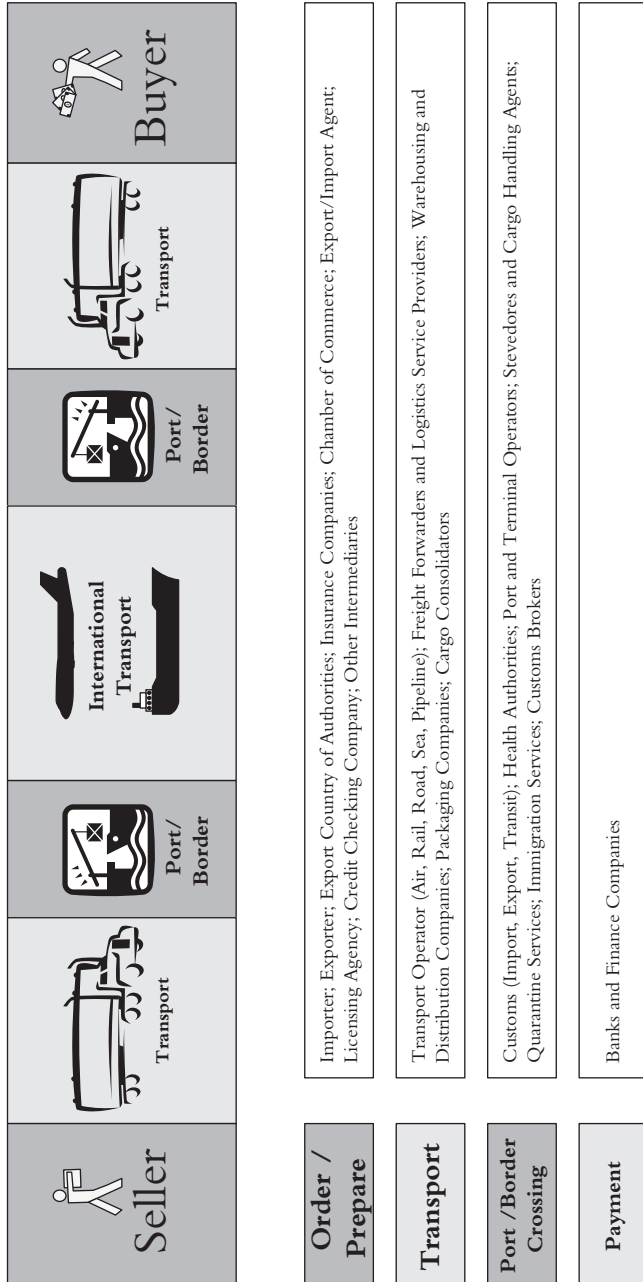 Seller
Transport
Port/
Border
International
Transport
Port/
Border
Transport
Buyer
Order /
Prepare
Importer; Exporter; Export Country of Authorities; Insurance Companies; Chamber of Commerce; Export/Import Agent;
Licensing Agency; Credit Checking Company; Other Intermediaries
Transport
Transport Operator (Air, Rail, Road, Sea, Pipeline); Freight Forwarders and Logistics Service Providers; Warehousing and
Distribution Companies; Packaging Companies; Cargo Consolidators
Port /Border
Crossing
Customs (Import, Export, Transit); Health Authorities; Port and Terminal Operators; Stevedores and Cargo Handling Agents;
Quarantine Services; Immigration Services; Customs Brokers
Payment
Banks and Finance Companies